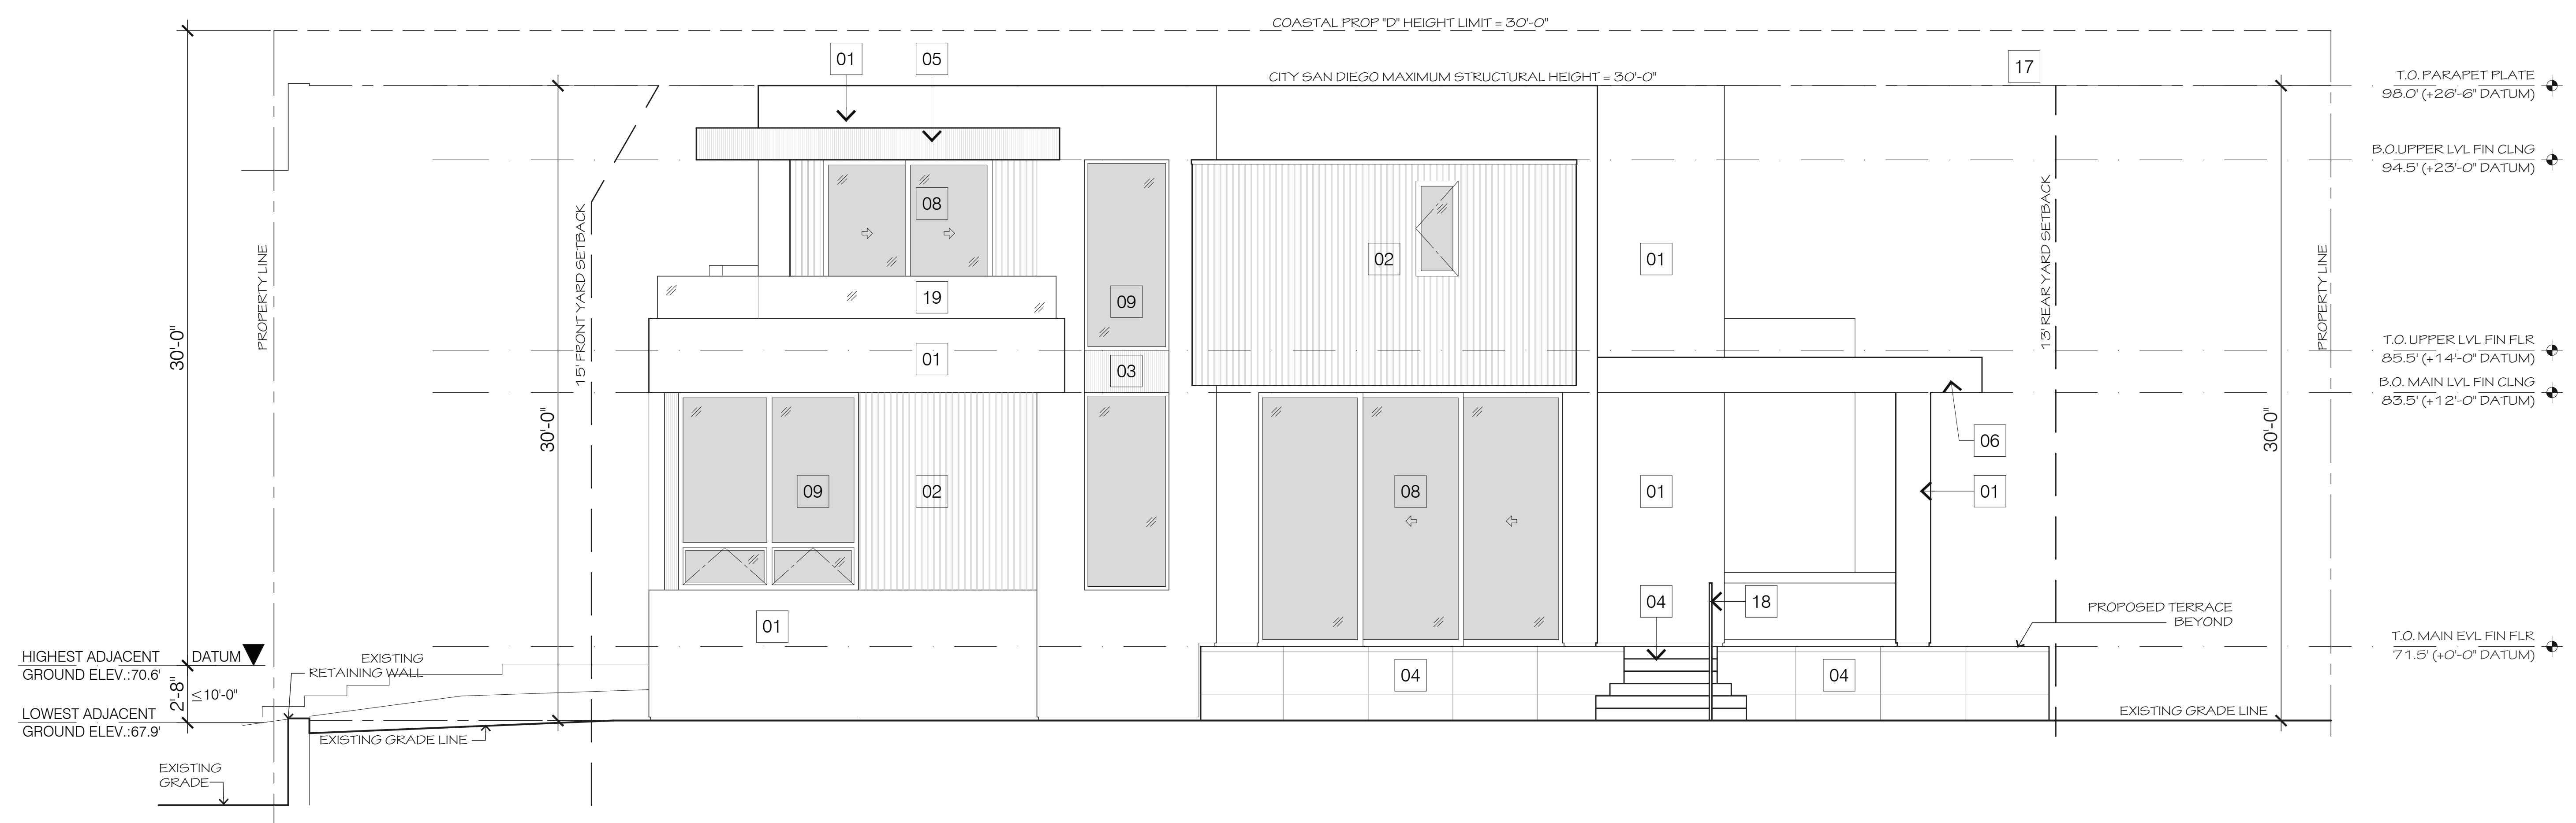 COASTAL PROP "D" HEIGHT LIMIT = 30'-0"
01
05
CITY SAN DIEGO MAXIMUM STRUCTURAL HEIGHT = 30'-0"
17
T.O. PARAPET PLATE
98.0' (+26'-6" DATUM)
B.O.UPPER LVL FIN CLNG
94.5' (+23'-0" DATUM)
PROPERTY LINE
15' FRONT YARD SETBACK
08
02
01
13' REAR YARD SETBACK
PROPERTY LINE
19
09
30'-0"
01
03
T.O. UPPER LVL FIN FLR
85.5' (+14'-0" DATUM)
B.O. MAIN LVL FIN CLNG
83.5' (+12'-0" DATUM)
30'-0"
30'-0"
06
09
02
08
01
01
04
18
01
PROPOSED TERRACE
BEYOND
HIGHEST ADJACENT
GROUND ELEV.:70.6'
DATUM
EXISTING
RETAINING WALL
T.O. MAIN EVL FIN FLR
71.5' (+0'-0" DATUM)
2'-8"
≤10'-0"
04
04
LOWEST ADJACENT
GROUND ELEV.:67.9'
EXISTING GRADE LINE
EXISTING GRADE LINE
EXISTING
GRADE